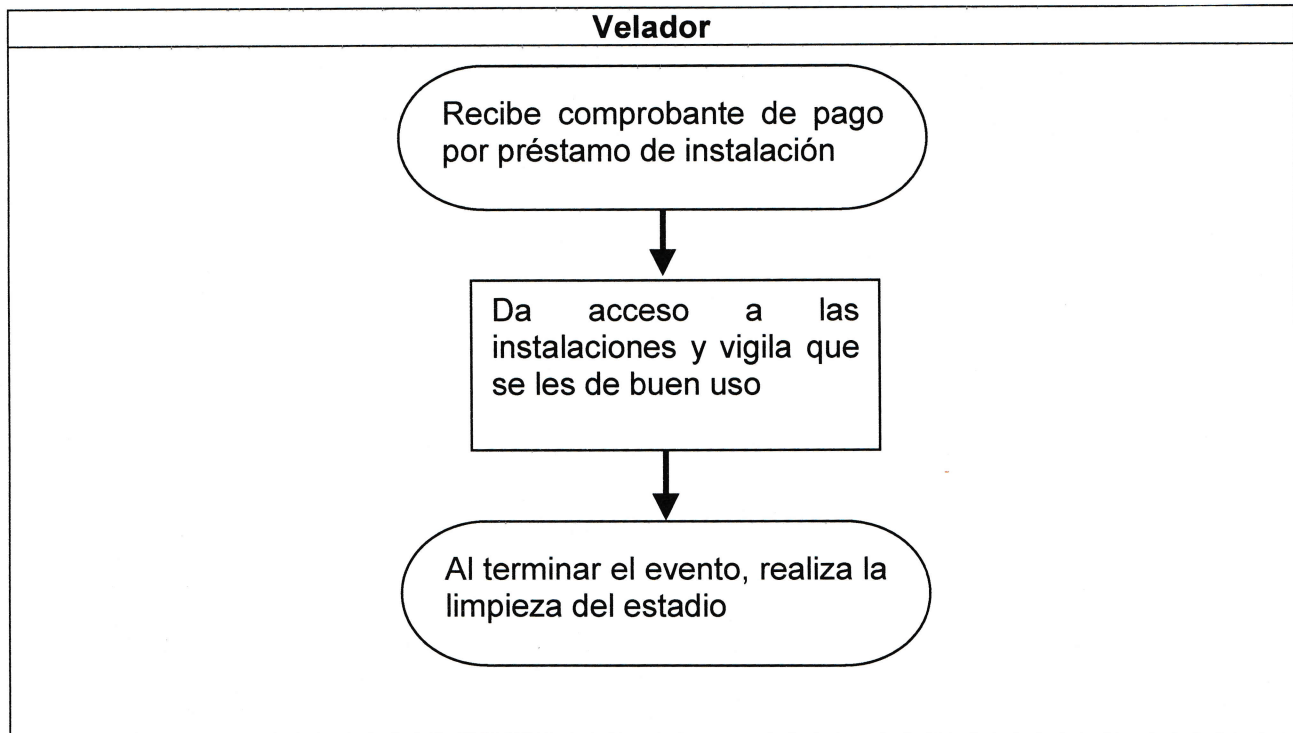 Velador
Recibe comprobante de pago
por préstamo de instalación
Da acceso a las
instalaciones y vigila que
se les de buen uso
Al terminar el evento, realiza la
limpieza del estadio